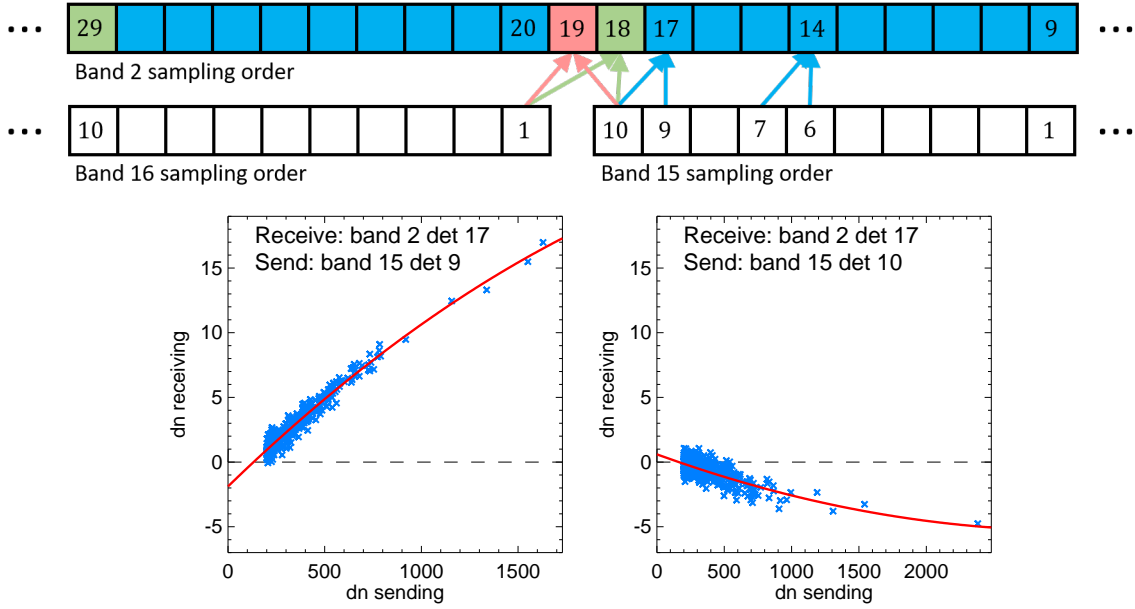 ... 29 20 19 18 17 14 9 ...
Band 2 sampling order
... 10 1 10 9 7 6 1 ...
Band 16 sampling order Band 15 sampling order
Receive: band 2 det 17
Send: band 15 det 9
15
10
5
0
-5
dn receiving
0 500 1000 1500
dn sending
Receive: band 2 det 17
Send: band 15 det 10
15
10
5
0
-5
dn receiving
0 500 1000 1500 2000
dn sending